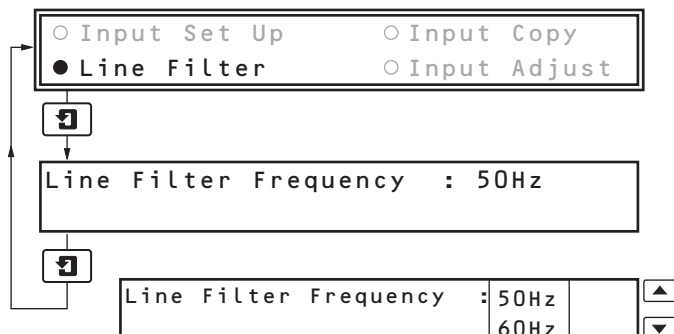 ○ Input Set Up ○ Input Copy
● Line Filter ○ Input Adjust
Line Filter Frequency : 50Hz
Line Filter Frequency : 50Hz
60Hz